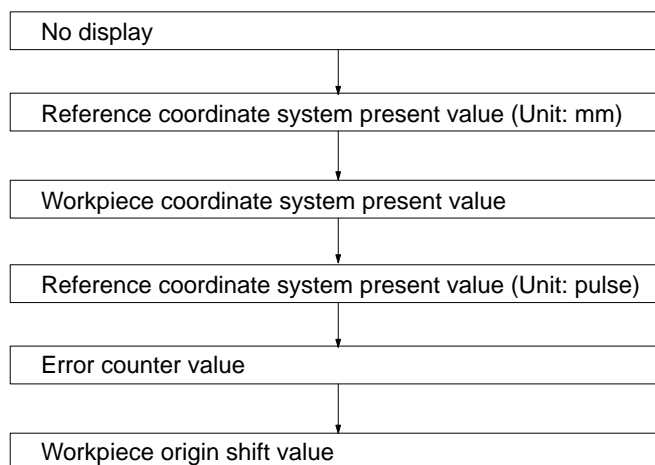 No display
Reference coordinate system present value (Unit: mm)
Workpiece coordinate system present value
Reference coordinate system present value (Unit: pulse)
Error counter value
Workpiece origin shift value